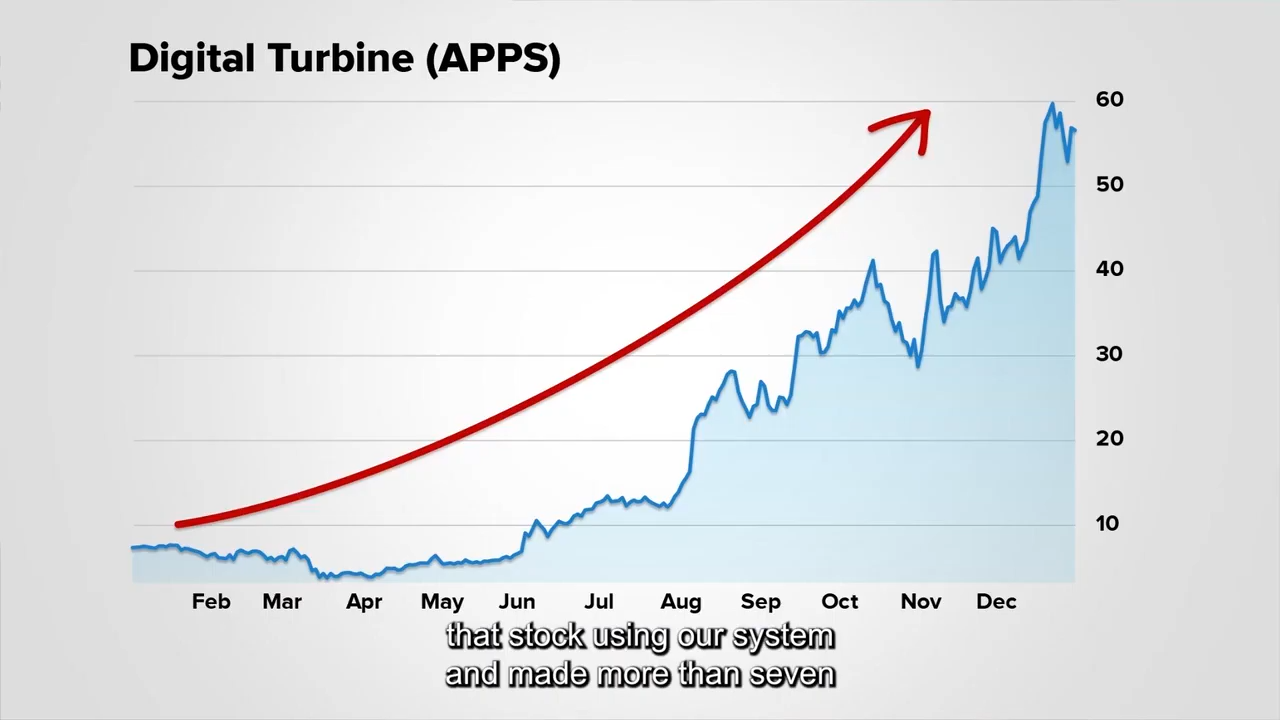 Digital Turbine (APPS)
60
50
40
30
20
10
Feb Mar Apr May Jun Jul Aug Sep Oct Nov Dec
that stock using our system
and made more than seven